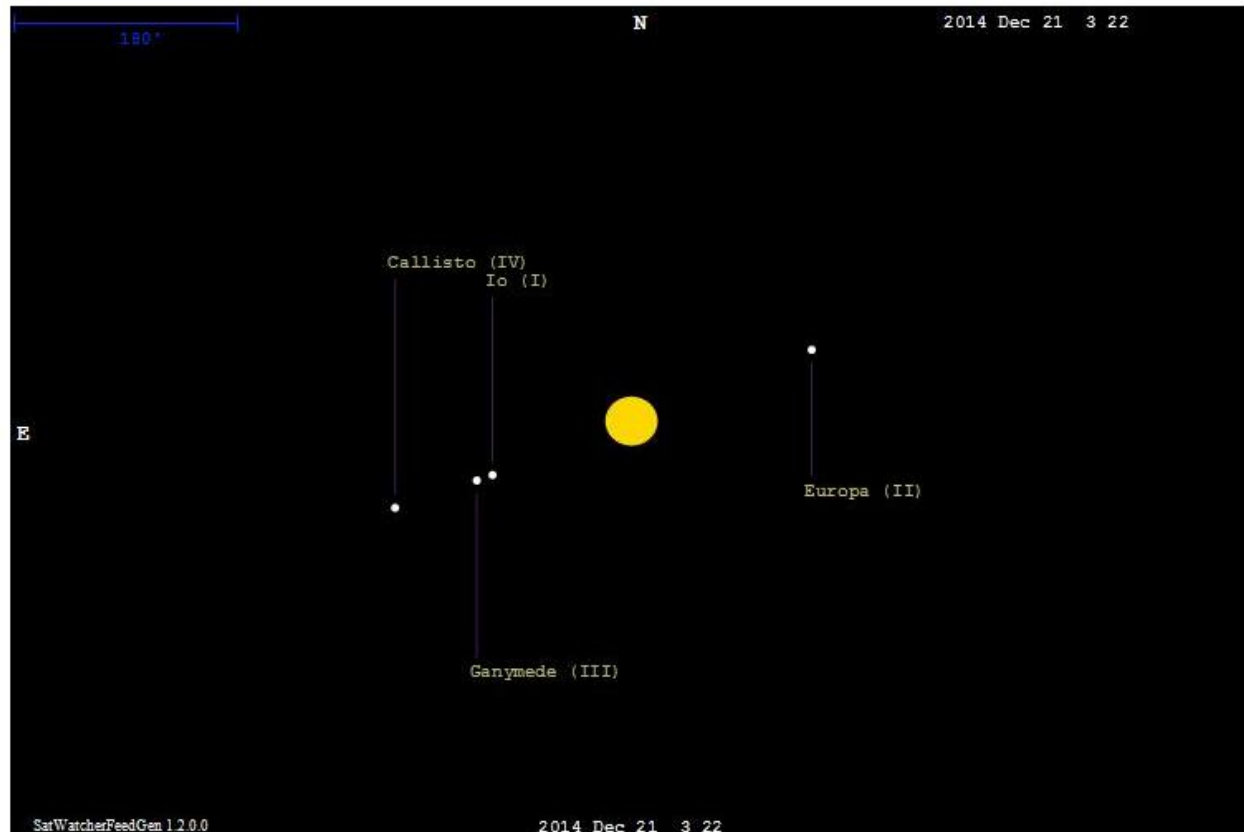 N
2014 Dec 21 3 22
180"
Callisto (IV)
Io (I)
E
Europa (II)
Ganymede (III)
SatWatcherFeedGen 1.2.0.0
2014 Dec 21 3 22